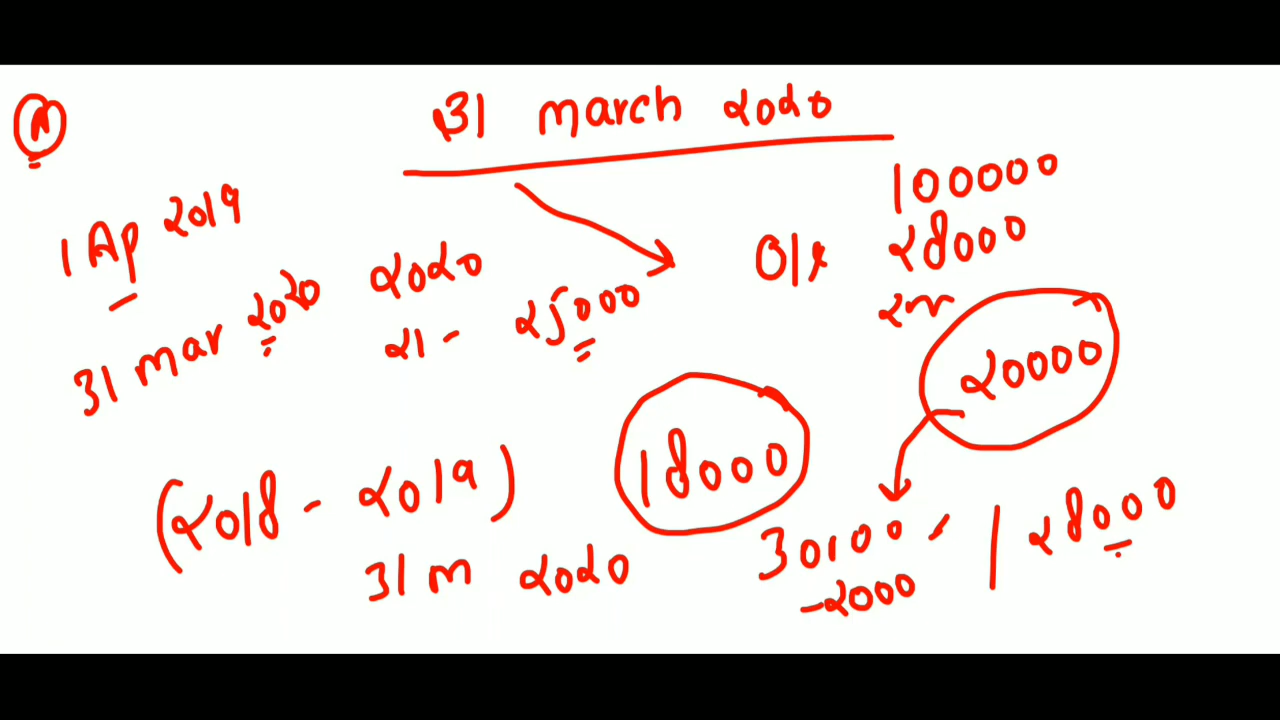 31 march 2020
1 Ap 2019
100000
28000
31 mar 2020
2020
21 - 25000
20000
(2018 - 2019)
18000
31 m 2020
30100
-2000
28000